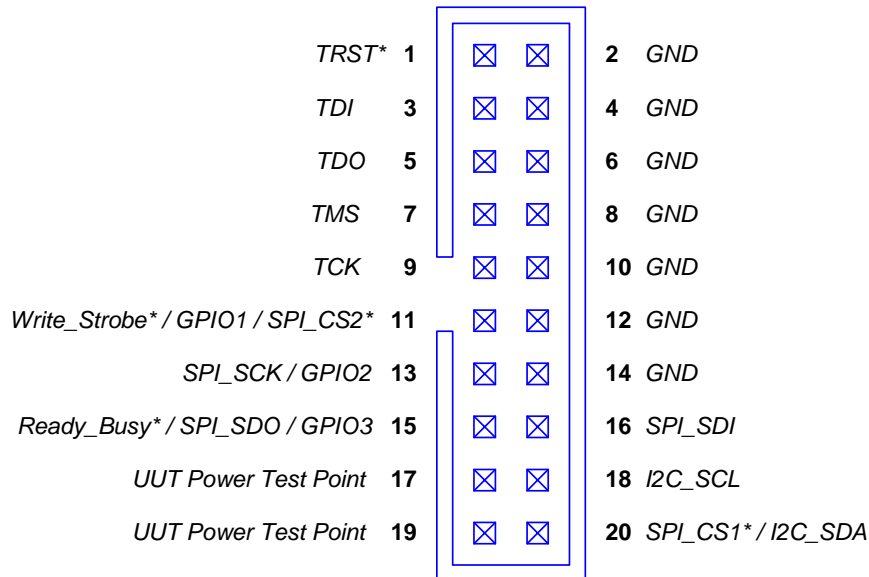 TRST* 1 2 GND
TDI 3 4 GND
TDO 5 6 GND
TMS 7 8 GND
TCK 9 10 GND
Write_Strobe* / GPIO1 / SPI_CS2* 11 12 GND
SPI_SCK / GPIO2 13 14 GND
Ready_Busy* / SPI_SDO / GPIO3 15 16 SPI_SDI
UUT Power Test Point 17 18 I2C_SCL
UUT Power Test Point 19 20 SPI_CS1* / I2C_SDA